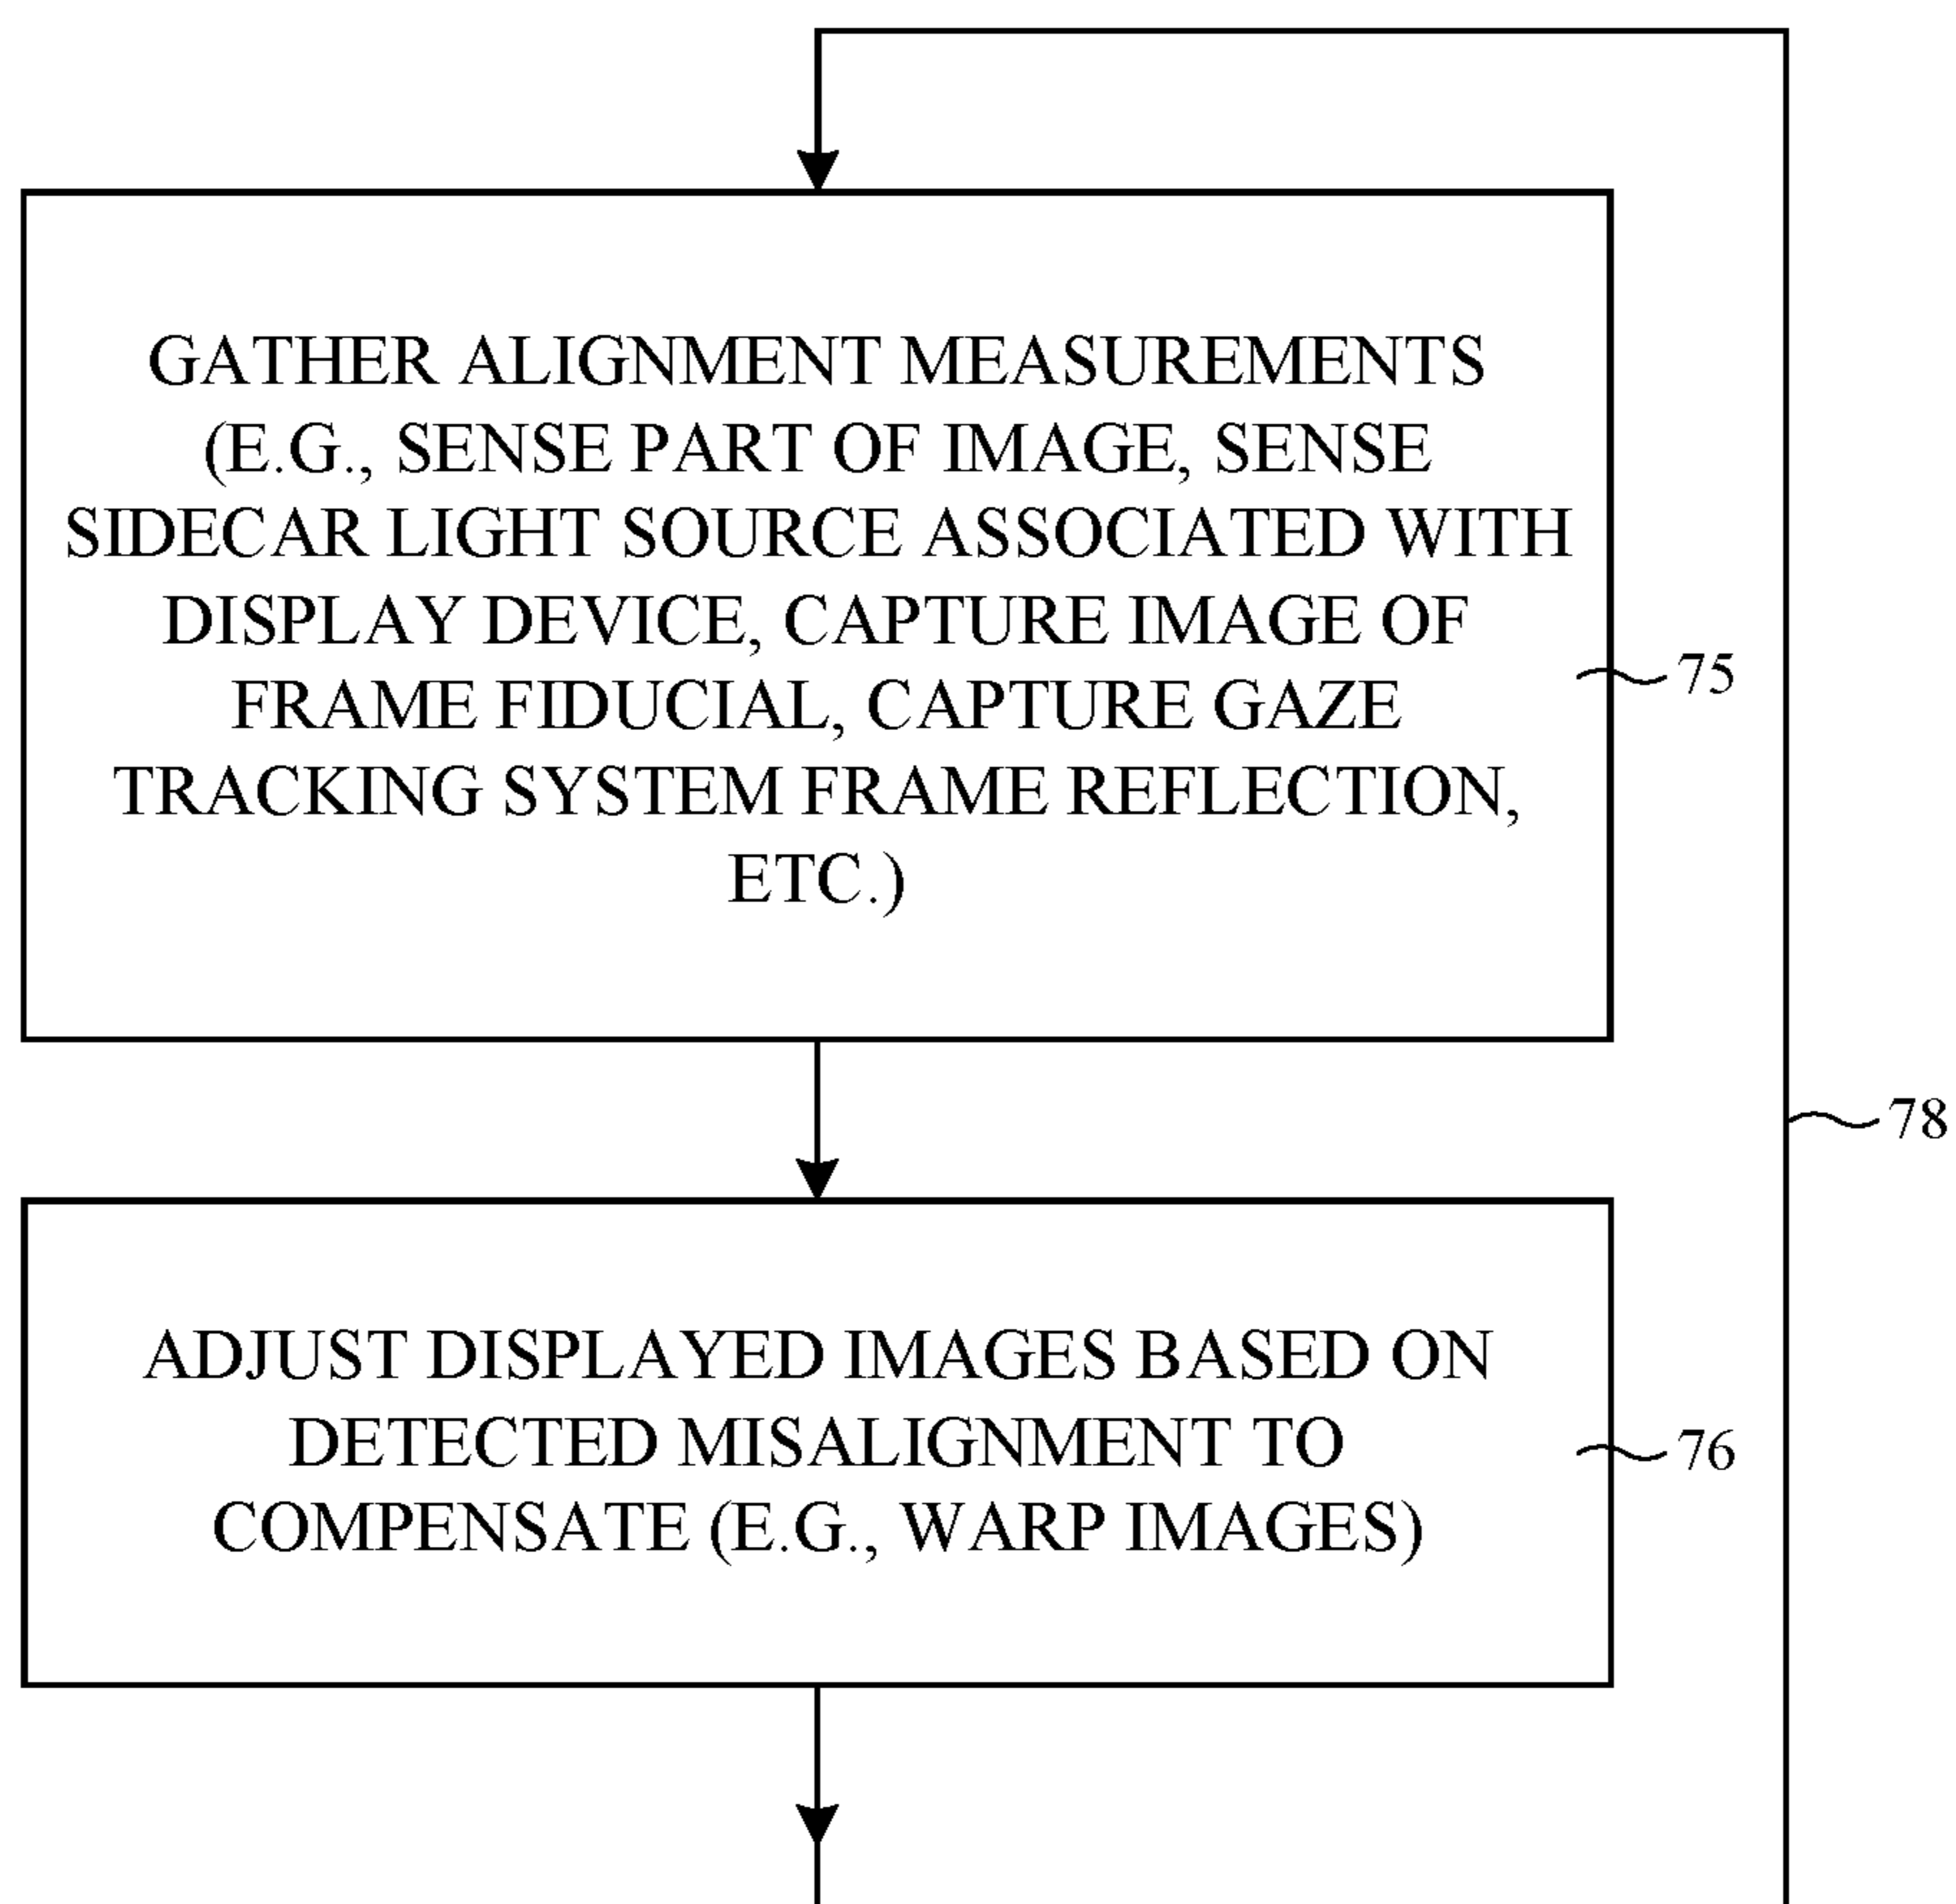 GATHER ALIGNMENT MEASUREMENTS
(E.G., SENSE PART OF IMAGE, SENSE
SIDECAR LIGHT SOURCE ASSOCIATED WITH
DISPLAY DEVICE, CAPTURE IMAGE OF
FRAME FIDUCIAL, CAPTURE GAZE
TRACKING SYSTEM FRAME REFLECTION,
ETC.)
75
78
ADJUST DISPLAYED IMAGES BASED ON
DETECTED MISALIGNMENT TO
COMPENSATE (E.G., WARP IMAGES)
76